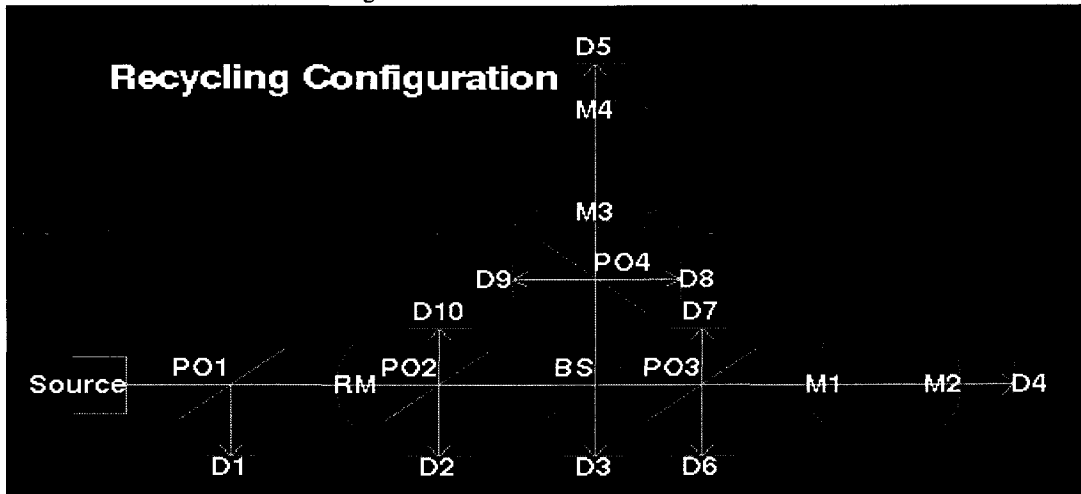 D5
Recycling Configuration
M4
M3
D9 PO4 D8
D10 D7
Source PO1 RM PO2 BS PO3 M1 M2 D4
D1 D2 D3 D6